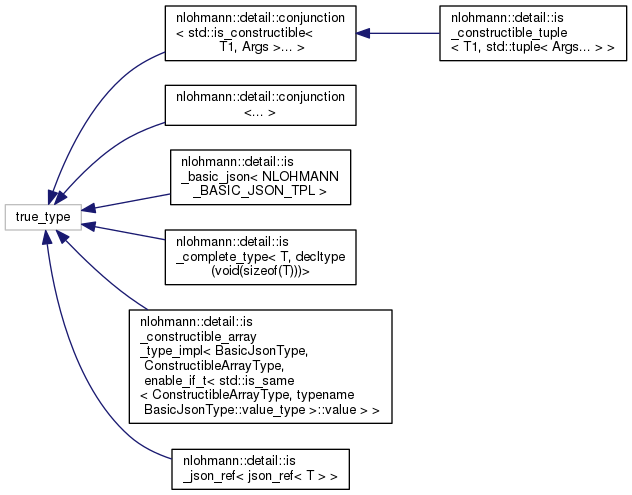 nlohmann::detail::conjunction
< std::is_constructible<
T1, Args >... >
nlohmann::detail::is
_constructible_tuple
< T1, std::tuple< Args... > >
nlohmann::detail::conjunction
<... >
nlohmann::detail::is
_basic_json< NLOHMANN
_BASIC_JSON_TPL >
true_type
nlohmann::detail::is
_complete_type< T, decltype
(void(sizeof(T)))>
nlohmann::detail::is
_constructible_array
_type_impl< BasicJsonType,
ConstructibleArrayType,
enable_if_t< std::is_same
< ConstructibleArrayType, typename
BasicJsonType::value_type >::value > >
nlohmann::detail::is
_json_ref< json_ref< T > >